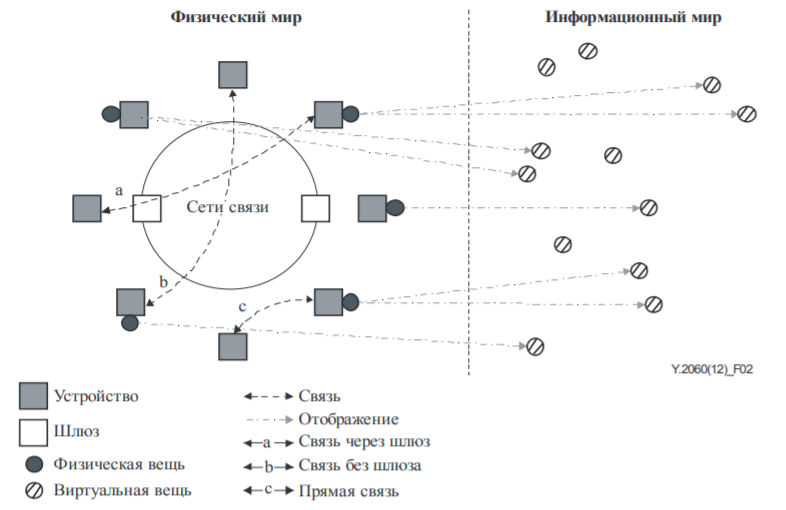 Физический мир
Информационный мир
a
Сети связи
b
c
Y.2060(12)_F02
Устройство
Шлюз
Физическая вещь
Виртуальная вещь
Связь
Отображение
a Связь через шлюз
b Связь без шлюза
c Прямая связь